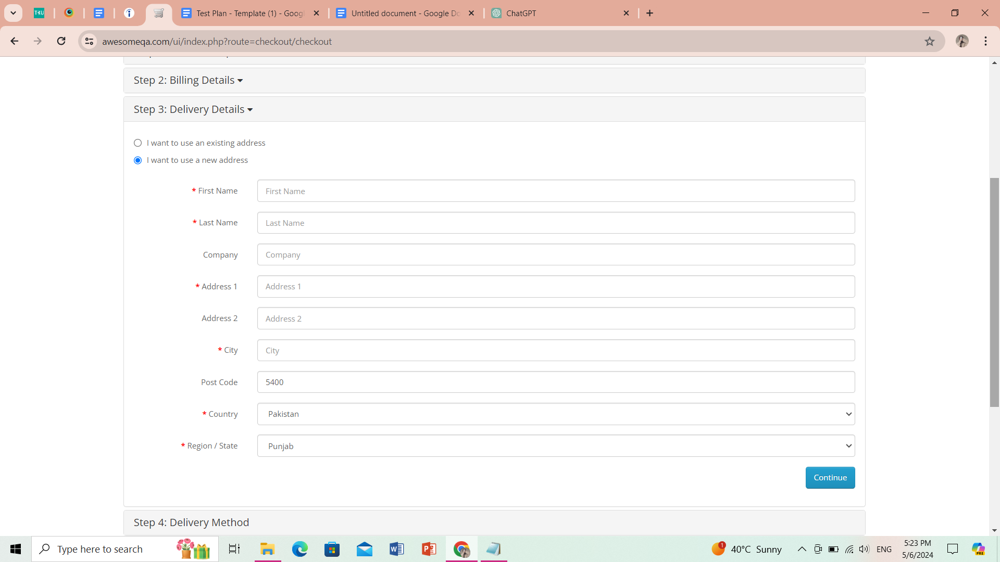 TKU
Test Plan - Template (1) - Goog
Untitled document - Google Do
ChatGPT
awesomeqa.com/ui/index.php?route=checkout/checkout
Step 2: Billing Details
Step 3: Delivery Details
I want to use an existing address
I want to use a new address
* First Name
First Name
* Last Name
Last Name
Company
Company
* Address 1
Address 1
Address 2
Address 2
* City
City
Post Code
5400
* Country
Pakistan
* Region / State
Punjab
Continue
Step 4: Delivery Method
Type here to search
1
40°C Sunny
ENG
5:23 PM
5/6/2024
PRE